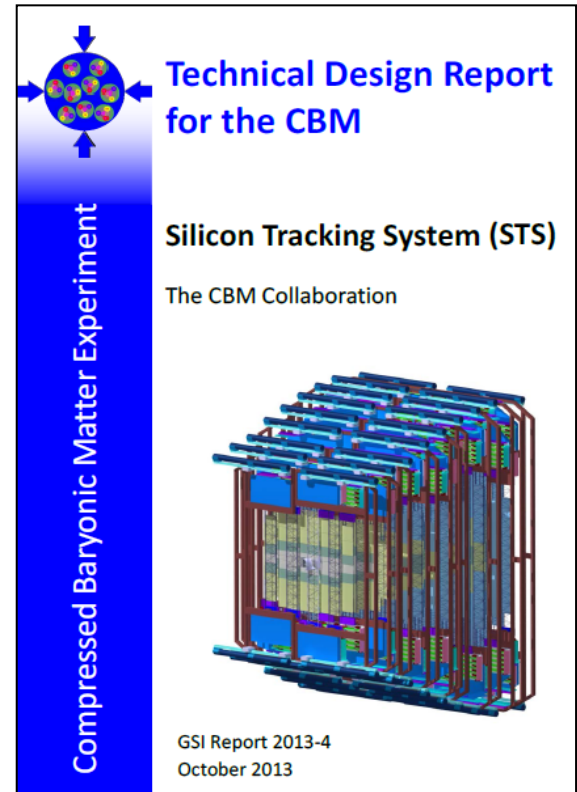 Technical Design Report
for the CBM
Silicon Tracking System (STS)
The CBM Collaboration
Compressed Baryonic Matter Experiment
GSI Report 2013-4
October 2013